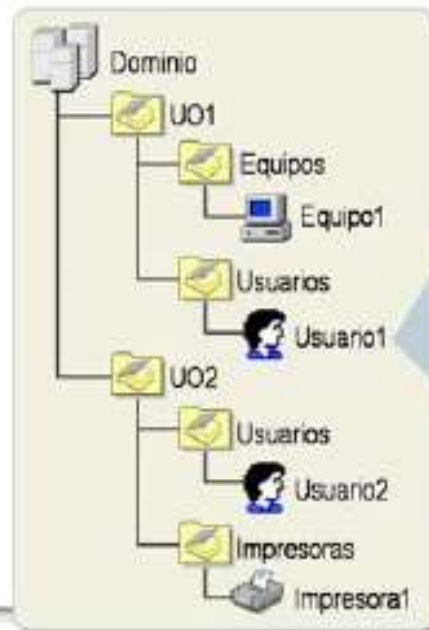 Dominio
UO1
Equipos
Equipo1
Usuarios
Usuario1
UO2
Usuarios
Usuario2
Impresoras
Impresora1